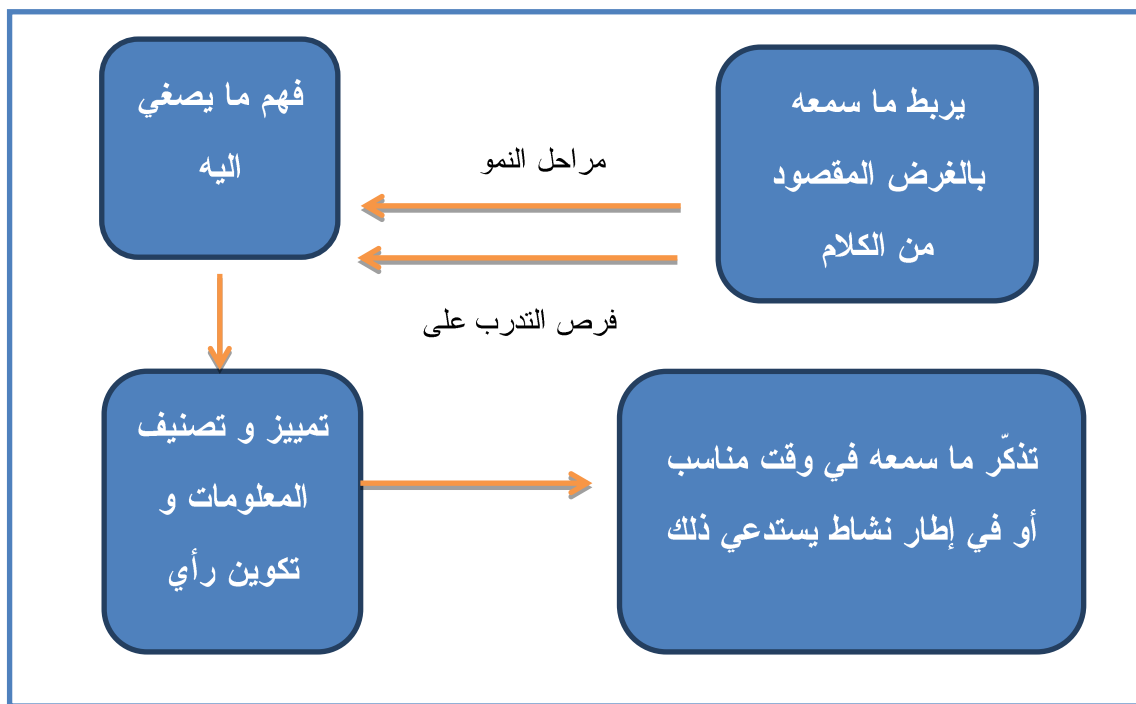 يربط ما سمعه
بالغرض المقصود
من الكلام
مراحل النمو
فرص التدرب على
فهم ما يصغي
اليه
تمييز و تصنيف
المعلومات و
تكوين رأي
تذكّر ما سمعه في وقت مناسب
أو في إطار نشاط يستدعي ذلك